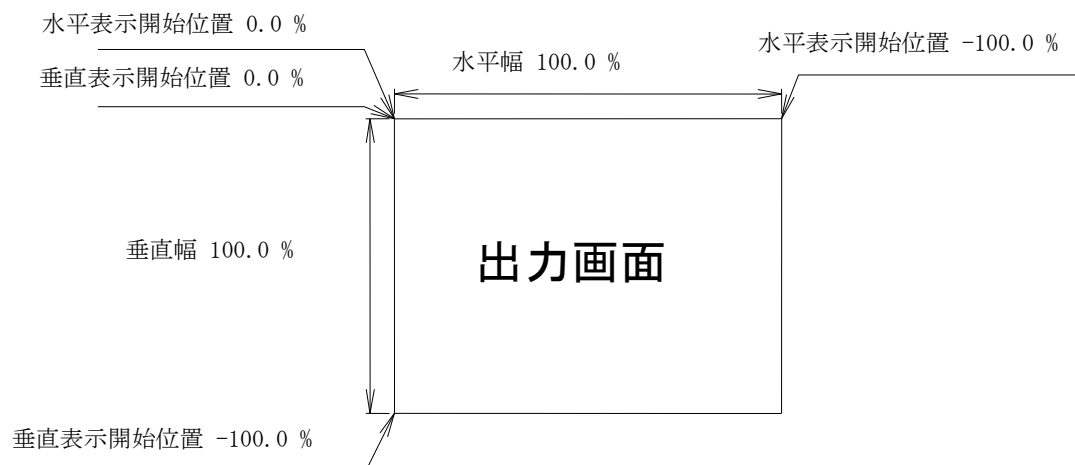 水平表示開始位置 0.0 %
水平表示開始位置 -100.0 %
水平幅 100.0 %
垂直表示開始位置 0.0 %
垂直幅 100.0 %
出力画面
垂直表示開始位置 -100.0 %